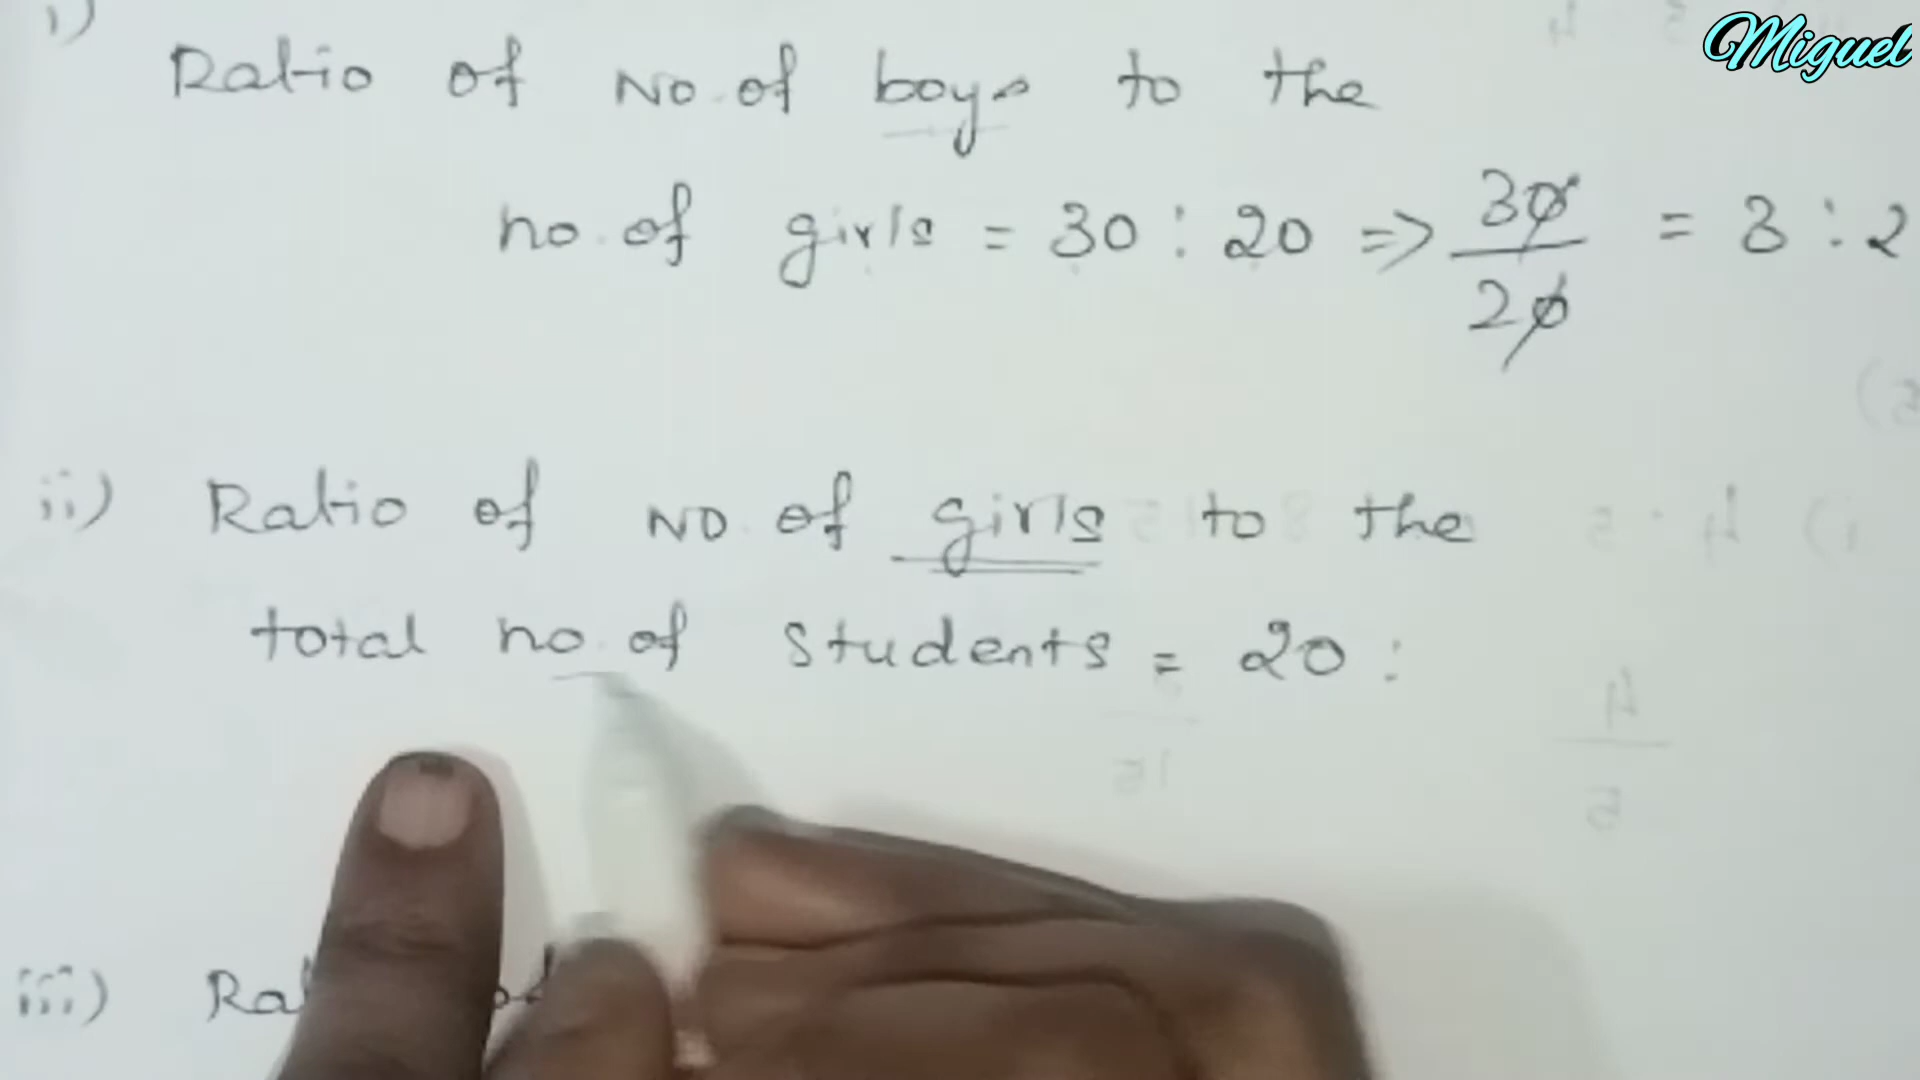 i)
Miguel
Ratio of No. of boys to the
no. of girls = 30 : 20 => 30/20 = 3 : 2
ii) Ratio of No. of girls to the
total no. of students = 20 :
iii)